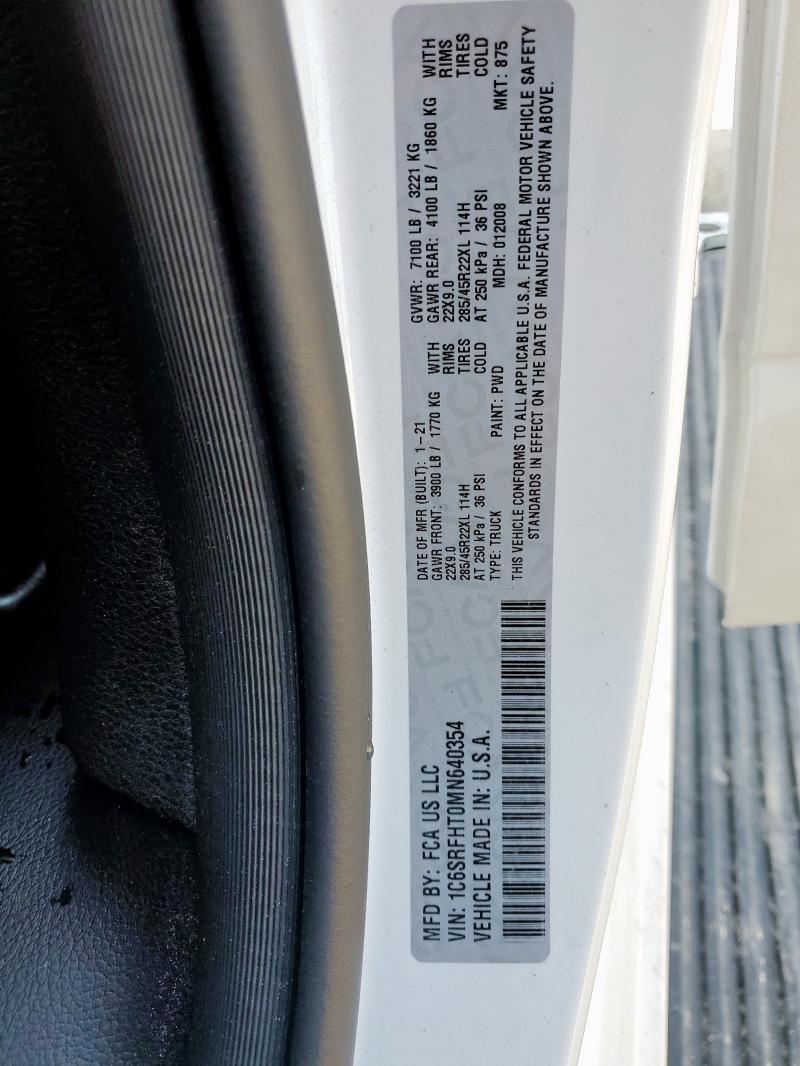 MFD BY: FCA US LLC
VIN: 1C6SRFHT0MN640354
VEHICLE MADE IN: U.S.A.
DATE OF MFR (BUILT): 1-21
GAWR FRONT: 3900 LB / 1770 KG WITH
22X9.0 RIMS
285/45R22XL 114H TIRES
AT 250 kPa / 36 PSI COLD
TYPE: TRUCK PAINT: PWD
GVWR: 7100 LB / 3221 KG
GAWR REAR: 4100 LB / 1860 KG WITH
22X9.0 RIMS
285/45R22XL 114H TIRES
AT 250 kPa / 36 PSI COLD
MDH: 012008 MKT: 875
THIS VEHICLE CONFORMS TO ALL APPLICABLE U.S.A. FEDERAL MOTOR VEHICLE SAFETY
STANDARDS IN EFFECT ON THE DATE OF MANUFACTURE SHOWN ABOVE.